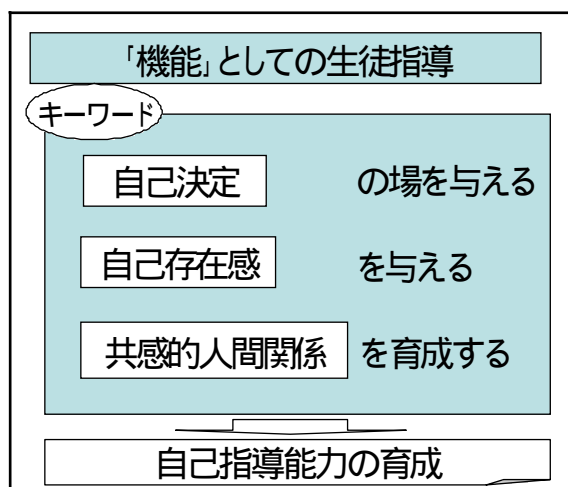 「機能」としての生徒指導
キーワード
自己決定 の場を与える
自己存在感 を与える
共感的人間関係 を育成する
自己指導能力の育成